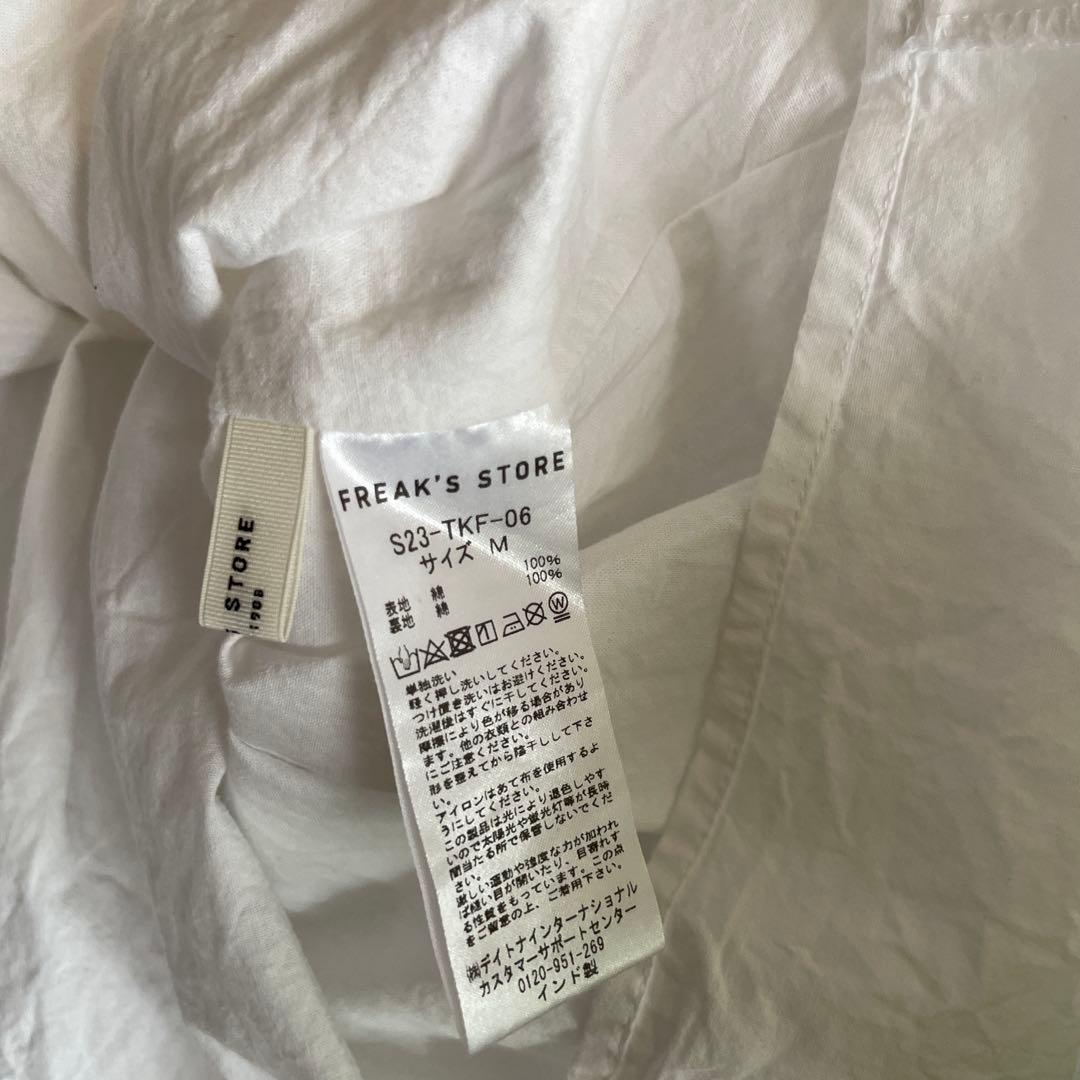 FREAK'S STORE
S23-TKF-06
サイズ M
表地 綿 100%
裏地 綿 100%
単独洗い
軽く押し洗いしてください。
つけ置き洗いはお避けください。
洗濯後はすぐに干してください。
摩擦により色が移る場合があり
ます。他の衣類との組み合わせ
にご注意ください。
形を整えてから陰干しして下さ
い。
アイロンはあて布を使用するよ
うにしてください。
この製品は光により退色しやす
いので太陽光や蛍光灯等が長時
間当たる所で保管しないでくだ
さい。
激しい運動や強度な力が加われ
ば縫い目が開いたり、目寄れす
る性質をもっています。この点
をご留意の上、ご着用下さい。
㈱デイトナインターナショナル
カスタマーサポートセンター
0120-951-269
インド製
STORE